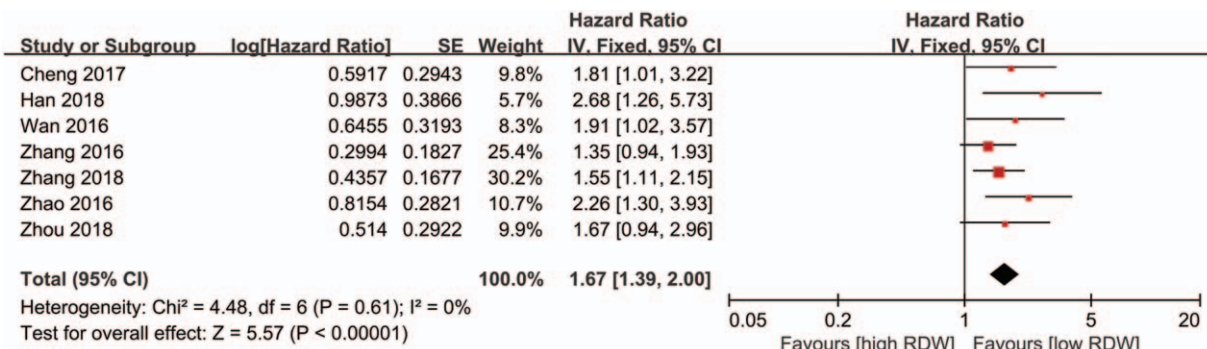 Hazard Ratio Hazard Ratio
Study or Subgroup log[Hazard Ratio] SE Weight IV, Fixed, 95% CI IV, Fixed, 95% CI
Cheng 2017 0.5917 0.2943 9.8% 1.81 [1.01, 3.22]
Han 2018 0.9873 0.3866 5.7% 2.68 [1.26, 5.73]
Wan 2016 0.6455 0.3193 8.3% 1.91 [1.02, 3.57]
Zhang 2016 0.2994 0.1827 25.4% 1.35 [0.94, 1.93]
Zhang 2018 0.4357 0.1677 30.2% 1.55 [1.11, 2.15]
Zhao 2016 0.8154 0.2821 10.7% 2.26 [1.30, 3.93]
Zhou 2018 0.514 0.2922 9.9% 1.67 [0.94, 2.96]
Total (95% CI) 100.0% 1.67 [1.39, 2.00]
Heterogeneity: Chi² = 4.48, df = 6 (P = 0.61); I² = 0%
Test for overall effect: Z = 5.57 (P < 0.00001)
0.05 0.2 1 5 20
Favours [high RDW] Favours [low RDW]